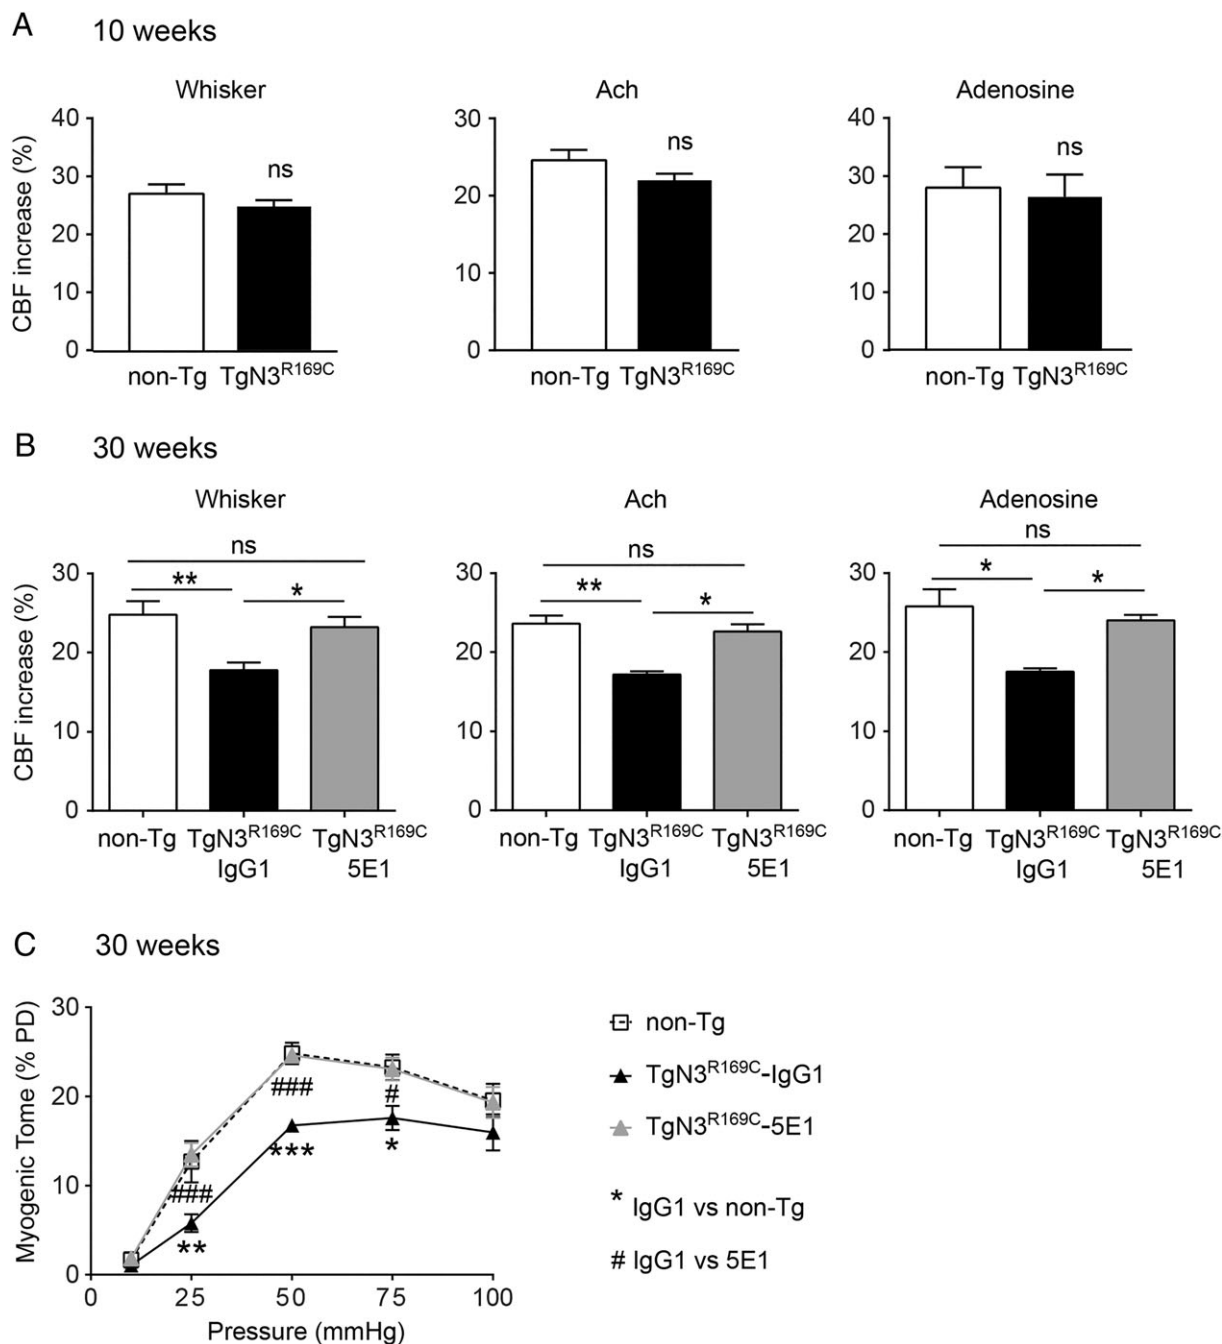 A 10 weeks
Whisker
Ach
Adenosine
CBF increase (%)
40
30
20
10
0
ns
non-Tg TgN3R169C
30
20
10
0
ns
non-Tg TgN3R169C
40
30
20
10
0
ns
non-Tg TgN3R169C
B 30 weeks
Whisker
Ach
Adenosine
CBF increase (%)
ns
**
*
30
20
10
0
non-Tg TgN3R169C TgN3R169C
IgG1 5E1
ns
**
*
30
20
10
0
non-Tg TgN3R169C TgN3R169C
IgG1 5E1
ns
*
*
30
20
10
0
non-Tg TgN3R169C TgN3R169C
IgG1 5E1
C 30 weeks
Myogenic Tome (% PD)
30
20
10
0
###
**
###
***
#
*
0 25 50 75 100
Pressure (mmHg)
non-Tg
TgN3R169C-IgG1
TgN3R169C-5E1
* IgG1 vs non-Tg
# IgG1 vs 5E1